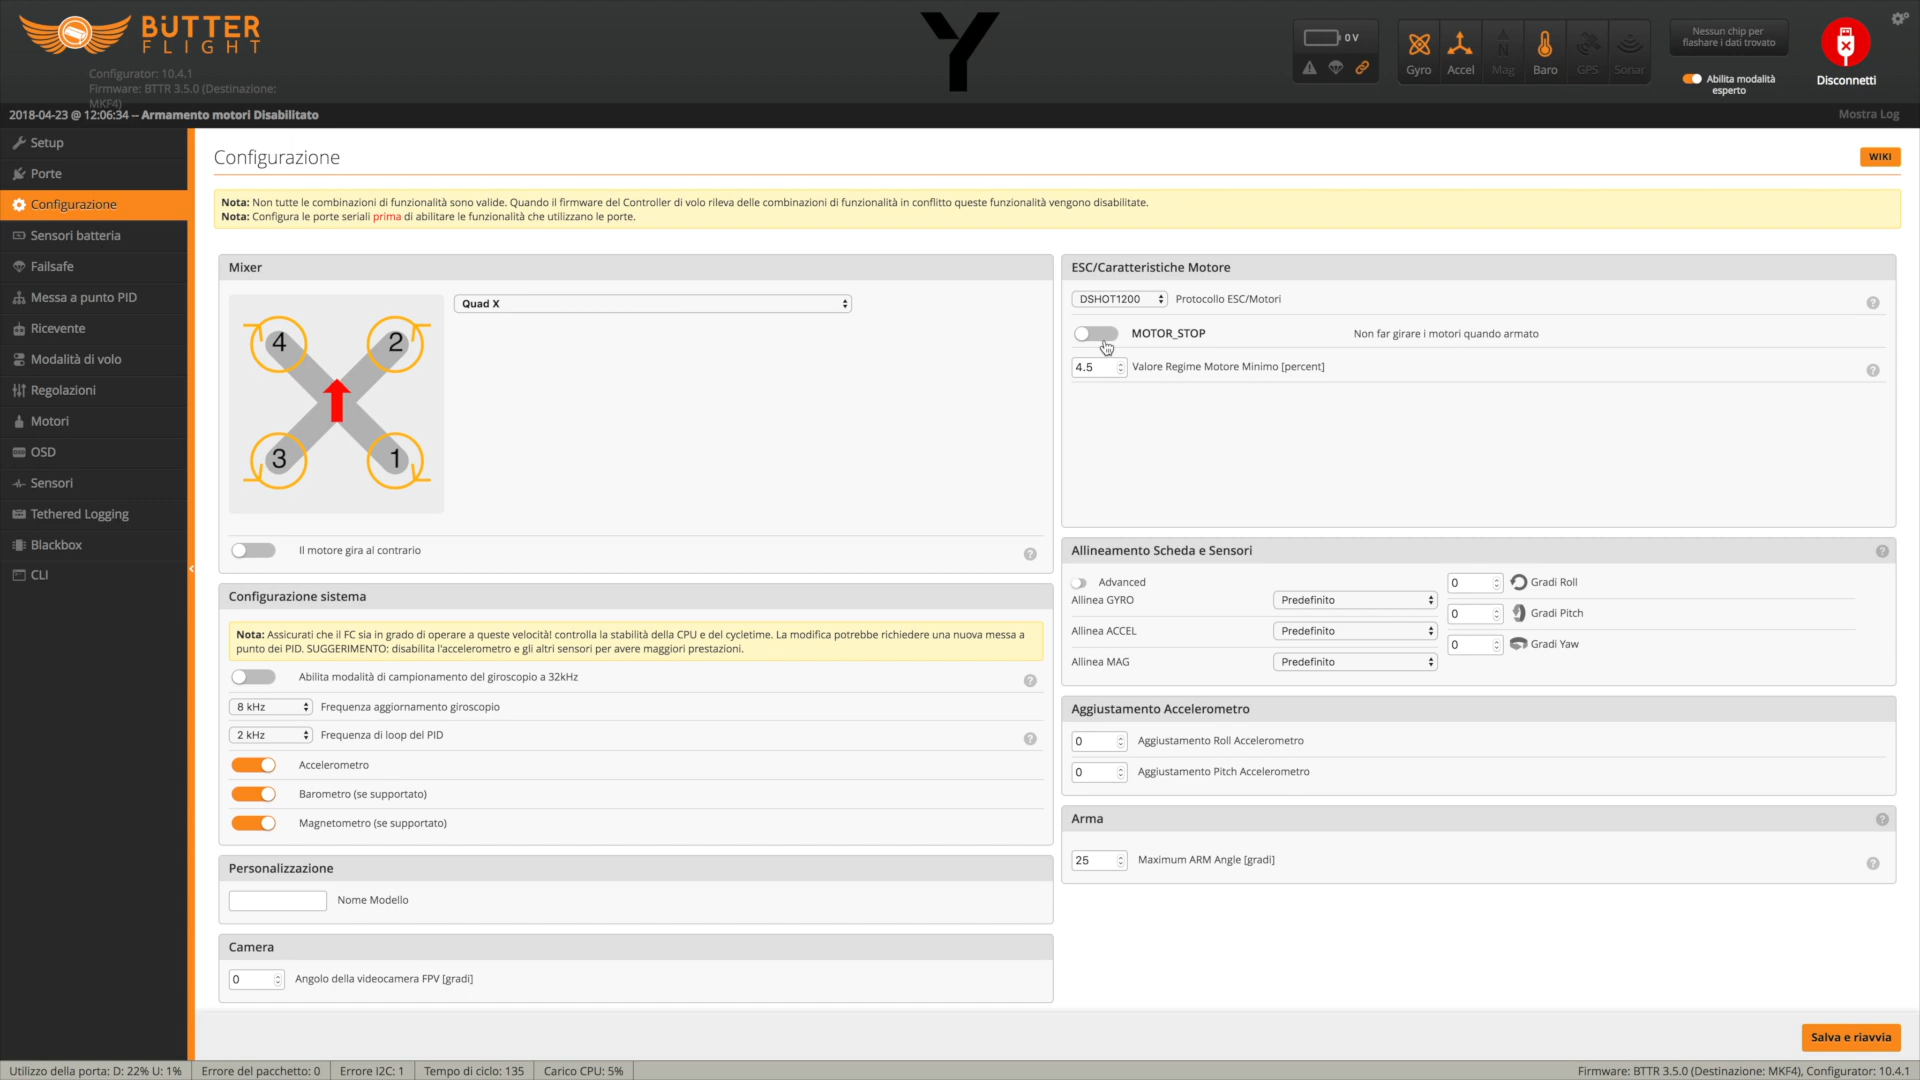 BUTTER
FLIGHT
Configurator: 10.4.1
Firmware: BTTR 3.5.0 (Destinazione:
MKF4)
Y
0 V
Gyro
Accel
Mag
Baro
GPS
Sonar
Nessun chip per
flashare i dati trovato
Abilita modalità
esperto
Disconnetti
2018-04-23 @ 12:06:34 -- Armamento motori Disabilitato
Mostra Log
Setup
Porte
Configurazione
Sensori batteria
Failsafe
Messa a punto PID
Ricevente
Modalità di volo
Regolazioni
Motori
OSD
Sensori
Tethered Logging
Blackbox
CLI
Configurazione
WIKI
Nota: Non tutte le combinazioni di funzionalità sono valide. Quando il firmware del Controller di volo rileva delle combinazioni di funzionalità in conflitto queste funzionalità vengono disabilitate.
Nota: Configura le porte seriali prima di abilitare le funzionalità che utilizzano le porte.
Mixer
Quad X
4
2
3
1
Il motore gira al contrario
Configurazione sistema
Nota: Assicurati che il FC sia in grado di operare a queste velocità! controlla la stabilità della CPU e del cycletime. La modifica potrebbe richiedere una nuova messa a
punto dei PID. SUGGERIMENTO: disabilita l'accelerometro e gli altri sensori per avere maggiori prestazioni.
Abilita modalità di campionamento del giroscopio a 32kHz
8 kHz Frequenza aggiornamento giroscopio
2 kHz Frequenza di loop del PID
Accelerometro
Barometro (se supportato)
Magnetometro (se supportato)
Personalizzazione
Nome Modello
Camera
0 Angolo della videocamera FPV [gradi]
ESC/Caratteristiche Motore
DSHOT1200 Protocollo ESC/Motori
MOTOR_STOP Non far girare i motori quando armato
4.5 Valore Regime Motore Minimo [percent]
Allineamento Scheda e Sensori
Advanced
Allinea GYRO Predefinito
Allinea ACCEL Predefinito
Allinea MAG Predefinito
0 Gradi Roll
0 Gradi Pitch
0 Gradi Yaw
Aggiustamento Accelerometro
0 Aggiustamento Roll Accelerometro
0 Aggiustamento Pitch Accelerometro
Arma
25 Maximum ARM Angle [gradi]
Salva e riavvia
Utilizzo della porta: D: 22% U: 1% Errore del pacchetto: 0 Errore I2C: 1 Tempo di ciclo: 135 Carico CPU: 5% Firmware: BTTR 3.5.0 (Destinazione: MKF4), Configurator: 10.4.1